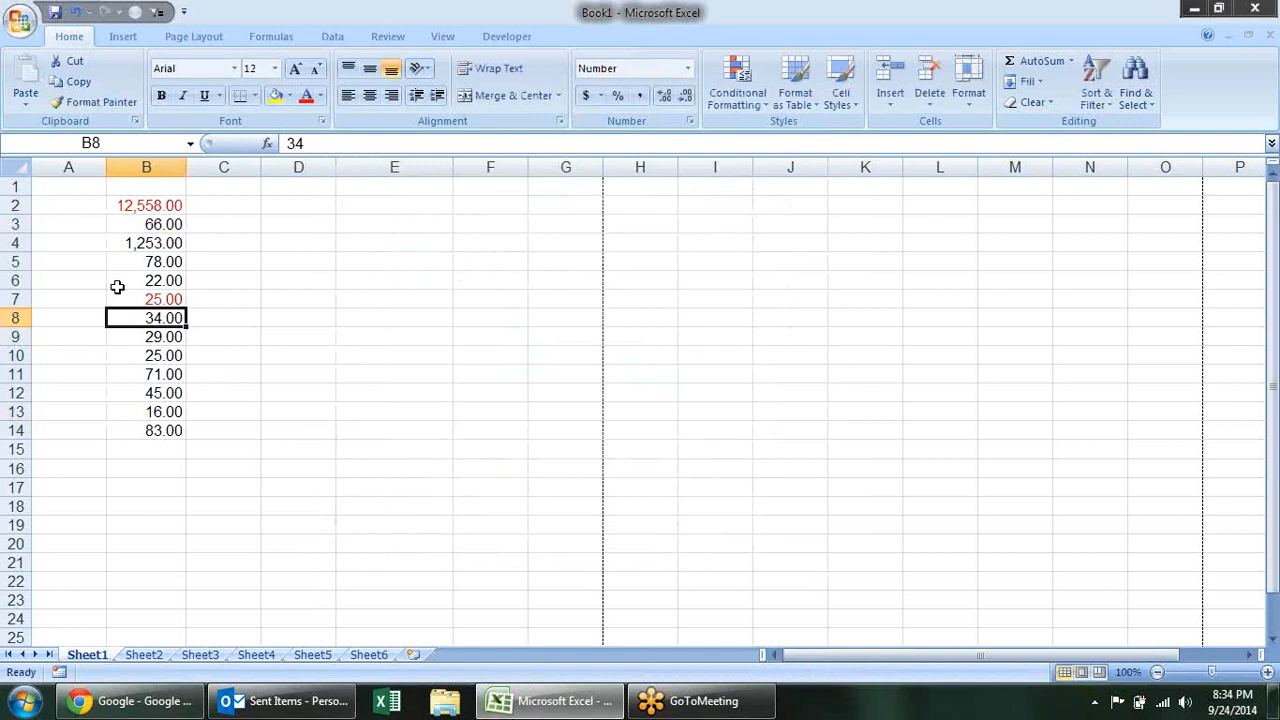 Book1 - Microsoft Excel
Home Insert Page Layout Formulas Data Review View Developer
Paste
Cut
Copy
Format Painter
Clipboard
Arial 12
B I U
Font
Wrap Text
Merge & Center
Alignment
Number
$ % ,
Number
Conditional Formatting
Format as Table
Cell Styles
Styles
Insert
Delete
Format
Cells
AutoSum
Fill
Clear
Sort & Filter
Find & Select
Editing
B8 fx 34
A B C D E F G H I J K L M N O P
1
2 12,558.00
3 66.00
4 1,253.00
5 78.00
6 22.00
7 25.00
8 34.00
9 29.00
10 25.00
11 71.00
12 45.00
13 16.00
14 83.00
15
16
17
18
19
20
21
22
23
24
25
Sheet1 Sheet2 Sheet3 Sheet4 Sheet5 Sheet6
Ready 100%
Google - Google ... Sent Items - Perso... Microsoft Excel - ... GoToMeeting
8:34 PM
9/24/2014